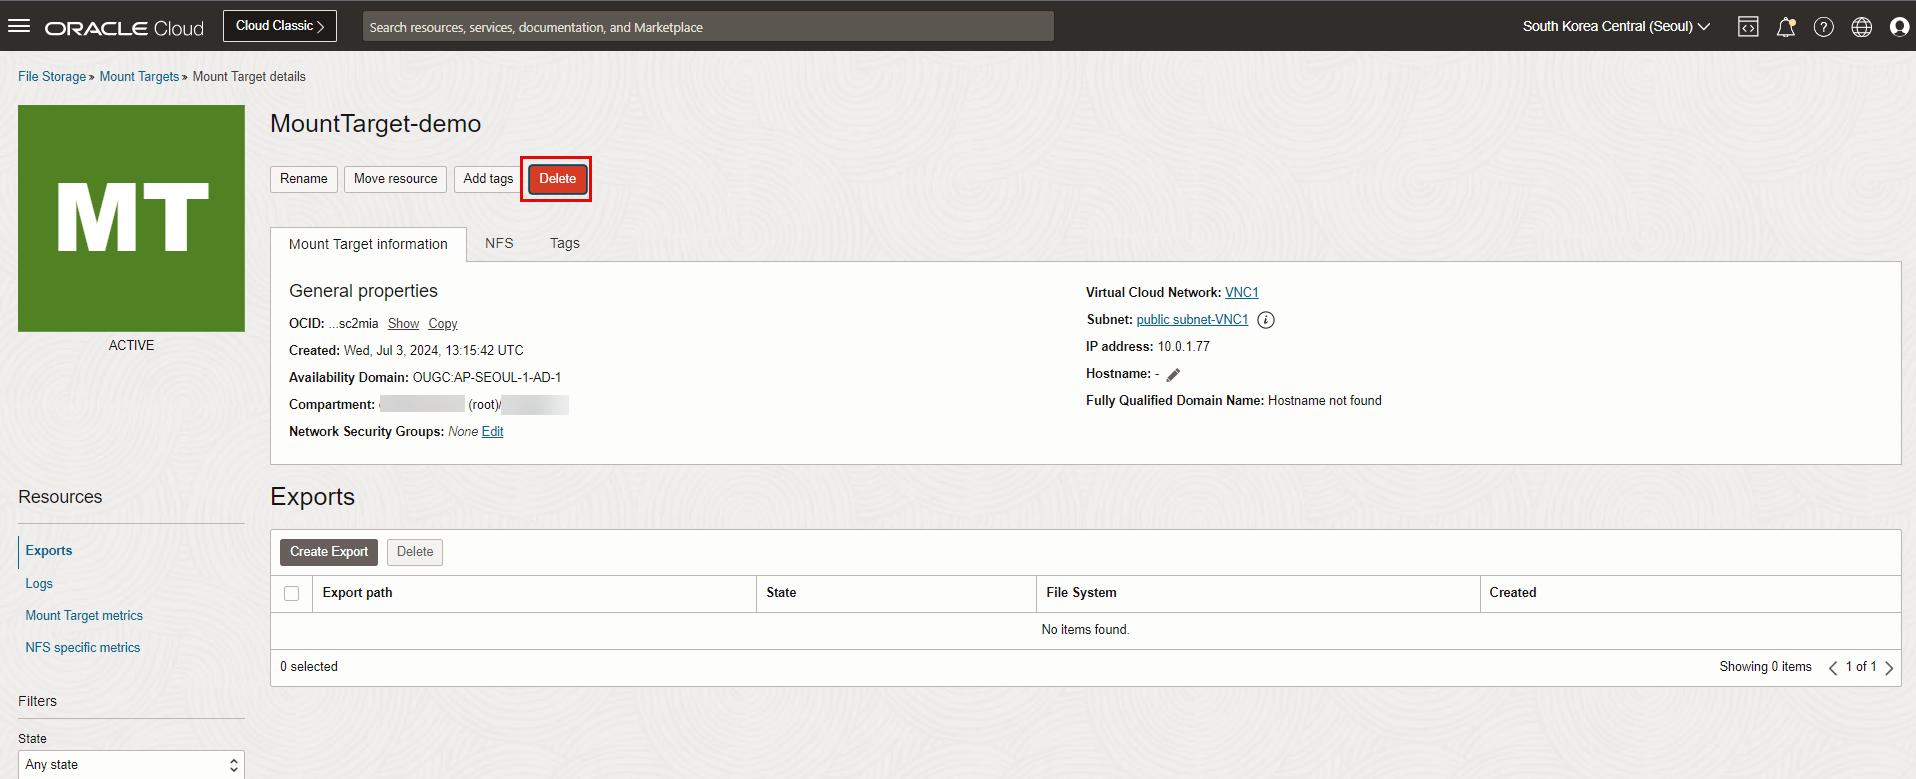 ORACLE Cloud
Cloud Classic
Search resources, services, documentation, and Marketplace
South Korea Central (Seoul)
File Storage » Mount Targets » Mount Target details
MT
ACTIVE
MountTarget-demo
Rename Move resource Add tags Delete
Mount Target information NFS Tags
General properties
OCID: ...sc2mia Show Copy
Created: Wed, Jul 3, 2024, 13:15:42 UTC
Availability Domain: OUGC:AP-SEOUL-1-AD-1
Compartment: (root)/
Network Security Groups: None Edit
Virtual Cloud Network: VNC1
Subnet: public subnet-VNC1
IP address: 10.0.1.77
Hostname: -
Fully Qualified Domain Name: Hostname not found
Resources
Exports
Logs
Mount Target metrics
NFS specific metrics
Filters
State
Any state
Exports
Create Export Delete
Export path State File System Created
No items found.
0 selected
Showing 0 items 1 of 1